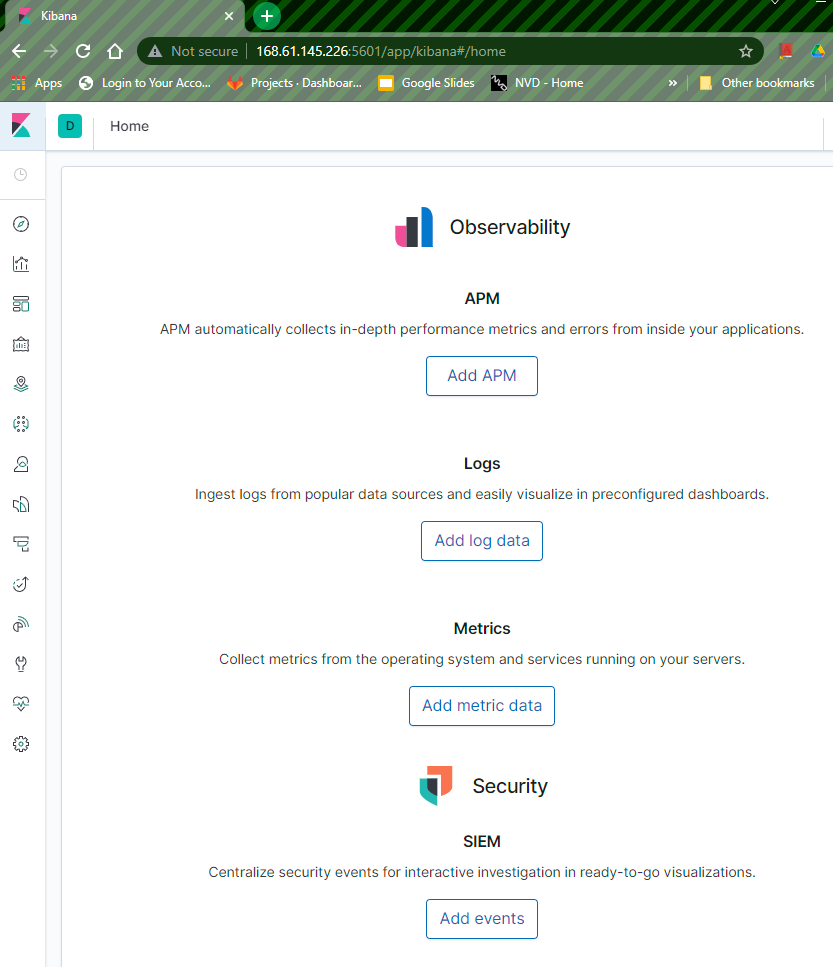 Kibana
Not secure 168.61.145.226:5601/app/kibana#/home
Apps Login to Your Acco... Projects · Dashboar... Google Slides NVD - Home » Other bookmarks
D Home
Observability
APM
APM automatically collects in-depth performance metrics and errors from inside your applications.
Add APM
Logs
Ingest logs from popular data sources and easily visualize in preconfigured dashboards.
Add log data
Metrics
Collect metrics from the operating system and services running on your servers.
Add metric data
Security
SIEM
Centralize security events for interactive investigation in ready-to-go visualizations.
Add events